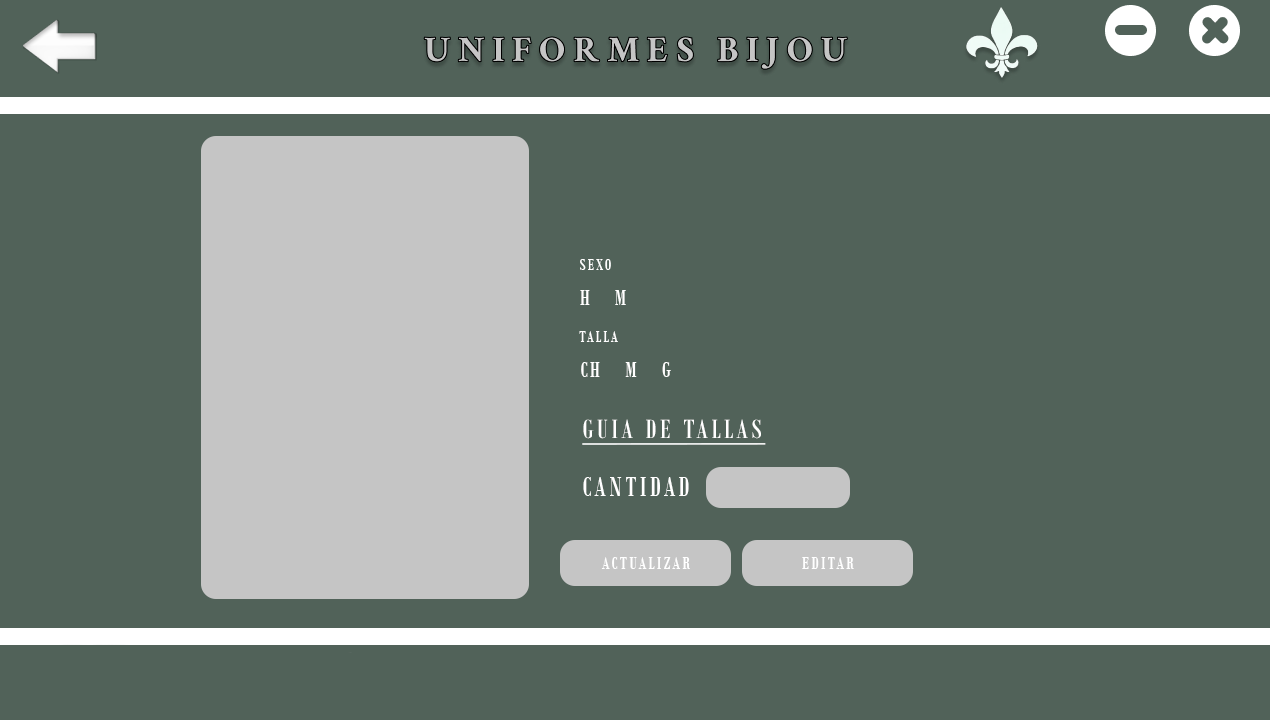 UNIFORMES BIJOU
SEXO
H M
TALLA
CH M G
GUIA DE TALLAS
CANTIDAD
ACTUALIZAR EDITAR